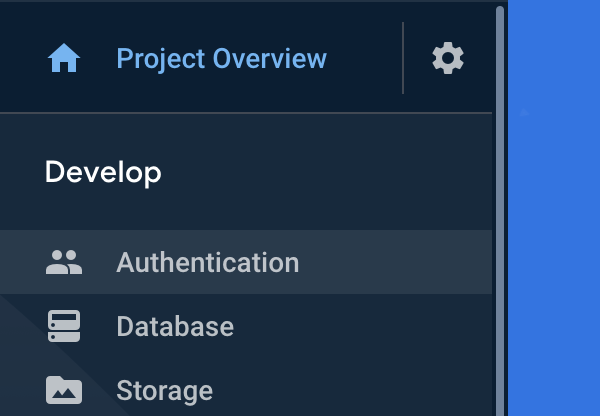 Project Overview
Develop
Authentication
Database
Storage